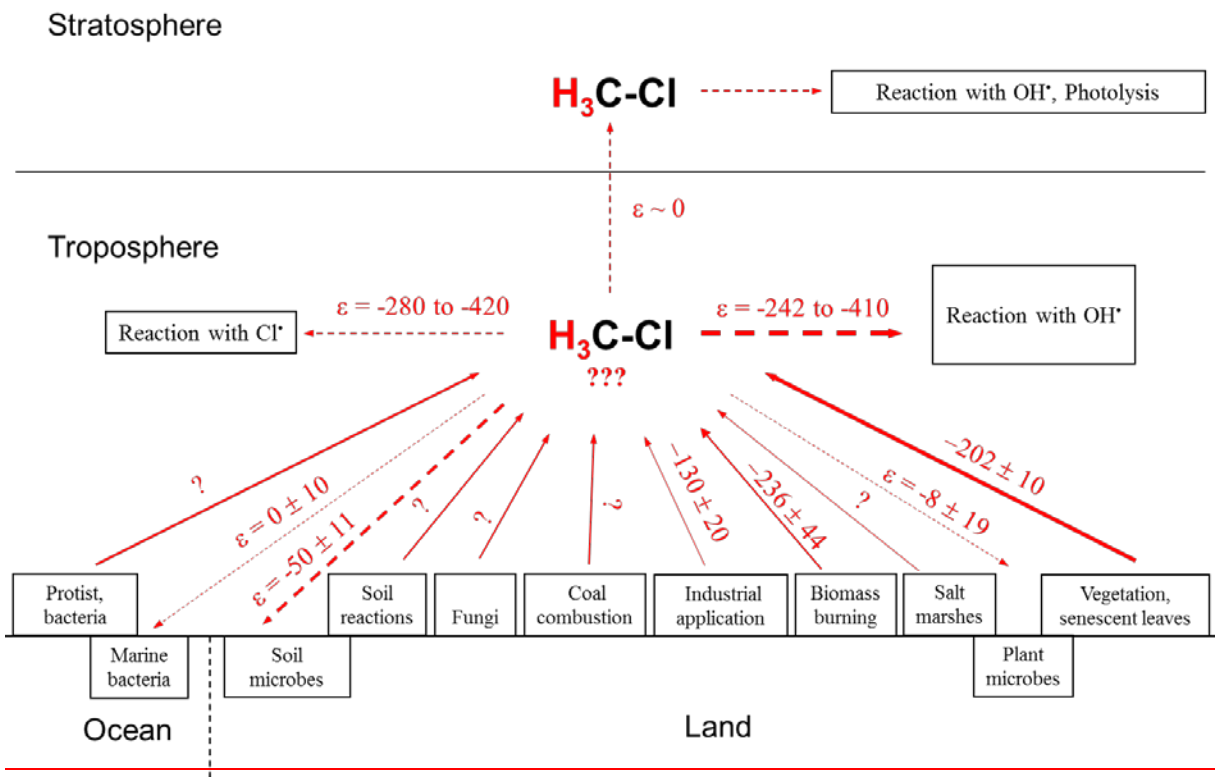 Stratosphere
H₃C-Cl
Reaction with OH•, Photolysis
ε ~ 0
Troposphere
ε = -280 to -420
ε = -242 to -410
Reaction with Cl•
H₃C-Cl
???
Reaction with OH•
?
ε = 0 ± 10
ε = -50 ± 11
?
?
?
–130 ± 20
–236 ± 44
?
ε = -8 ± 19
–202 ± 10
Protist,
bacteria
Soil
reactions
Fungi
Coal
combustion
Industrial
application
Biomass
burning
Salt
marshes
Vegetation,
senescent leaves
Marine
bacteria
Soil
microbes
Plant
microbes
Ocean
Land